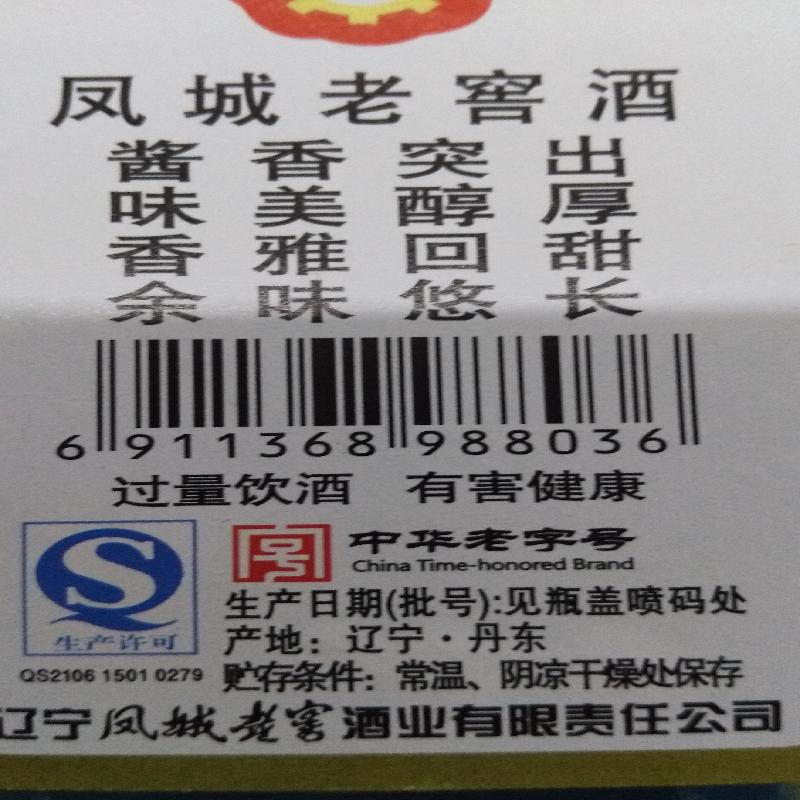 凤城老窖酒
酱香突出
味美醇厚
香雅回甜
余味悠长
6 911368 988036
过量饮酒 有害健康
生产许可
QS2106 1501 0279
中华老字号
China Time-honored Brand
生产日期(批号):见瓶盖喷码处
产地：辽宁·丹东
贮存条件：常温、阴凉干燥处保存
辽宁凤城老窖酒业有限责任公司